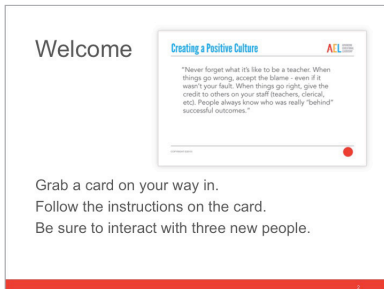 Welcome
Creating a Positive Culture
AEL
"Never forget what it's like to be a teacher. When
things go wrong, accept the blame - even if it
wasn't your fault. When things go right, give the
credit to others on your staff (teachers, clerical,
etc). People always know who was really "behind"
successful outcomes."
Grab a card on your way in.
Follow the instructions on the card.
Be sure to interact with three new people.
2